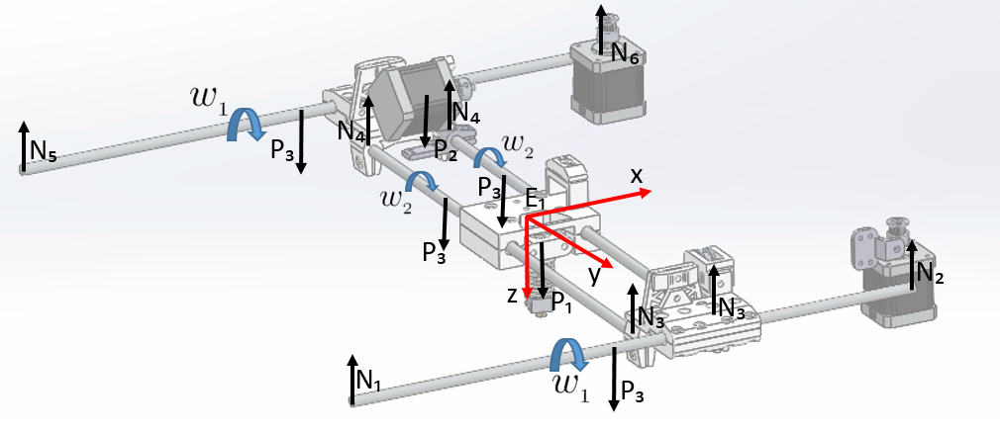 N₆
w₁
N₄
N₄
P₃
P₂
N₅
w₂
P₃
w₂
E₁
x
P₃
y
N₂
z
P₁
N₃
N₃
N₁
w₁
P₃